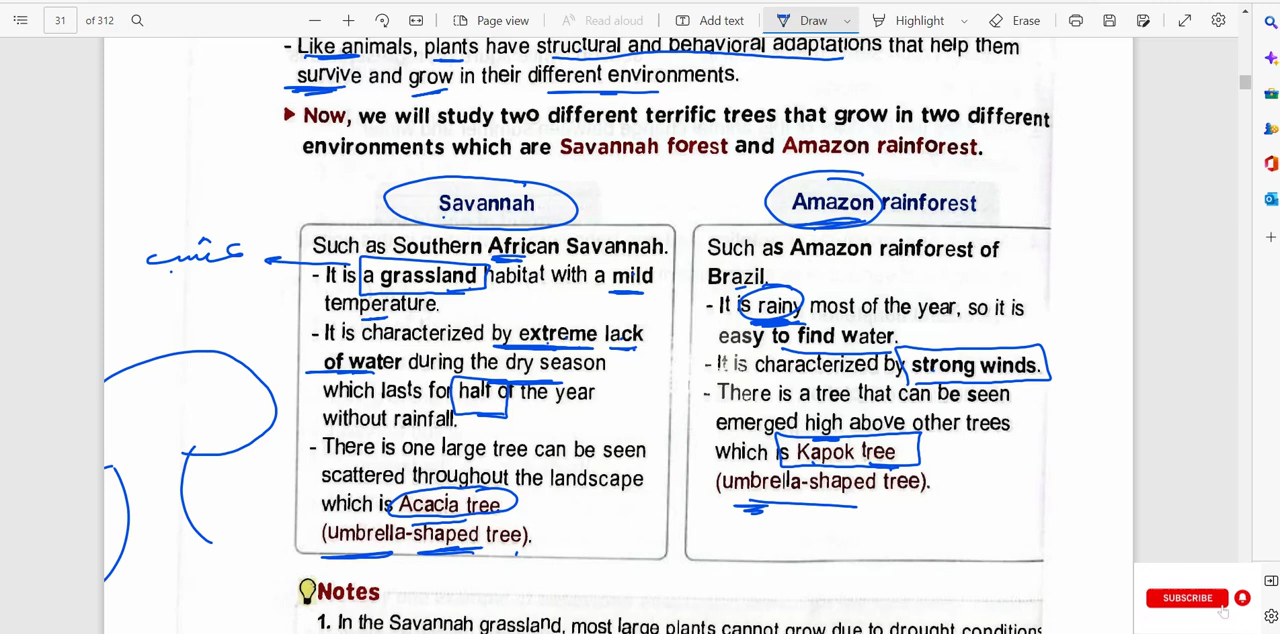 31 of 312 Page view Read aloud Add text Draw Highlight Erase
- Like animals, plants have structural and behavioral adaptations that help them
survive and grow in their different environments.
Now, we will study two different terrific trees that grow in two different
environments which are Savannah forest and Amazon rainforest.
Savannah
Such as Southern African Savannah.
- It is a grassland habitat with a mild
temperature.
- It is characterized by extreme lack
of water during the dry season
which lasts for half of the year
without rainfall.
- There is one large tree can be seen
scattered throughout the landscape
which is Acacia tree
(umbrella-shaped tree).
عشب
Amazon rainforest
Such as Amazon rainforest of
Brazil.
- It is rainy most of the year, so it is
easy to find water.
- It is characterized by strong winds.
- There is a tree that can be seen
emerged high above other trees
which is Kapok tree
(umbrella-shaped tree).
Notes
1. In the Savannah grassland, most large plants cannot grow due to drought conditions
SUBSCRIBE